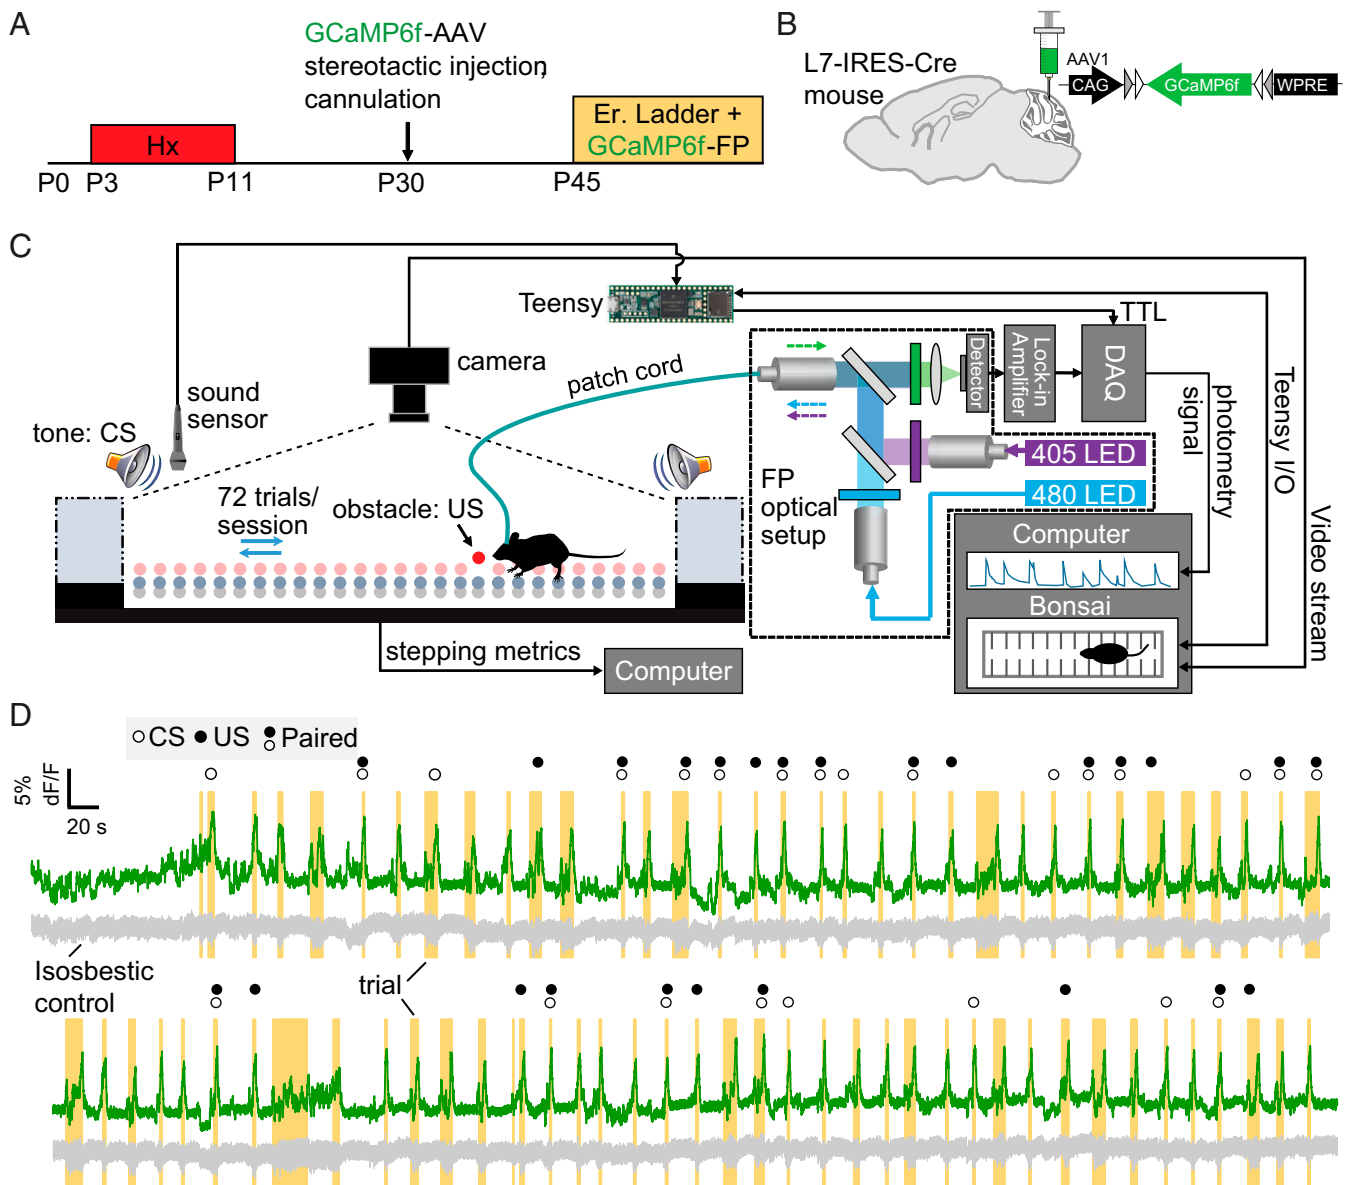 A
GCaMP6f-AAV
stereotactic injection,
cannulation
Hx
Er. Ladder +
GCaMP6f-FP
P0 P3 P11 P30 P45
B
L7-IRES-Cre
mouse
AAV1
CAG
GCaMP6f
WPRE
C
Teensy
TTL
camera
patch cord
sound
sensor
tone: CS
72 trials/
session
obstacle: US
Detector
Lock-in
Amplifier
DAQ
photometry
signal
Teensy I/O
Video stream
FP
optical
setup
405 LED
480 LED
Computer
Bonsai
stepping metrics
Computer
D
CS US Paired
5%
dF/F
20 s
Isosbestic
control
trial